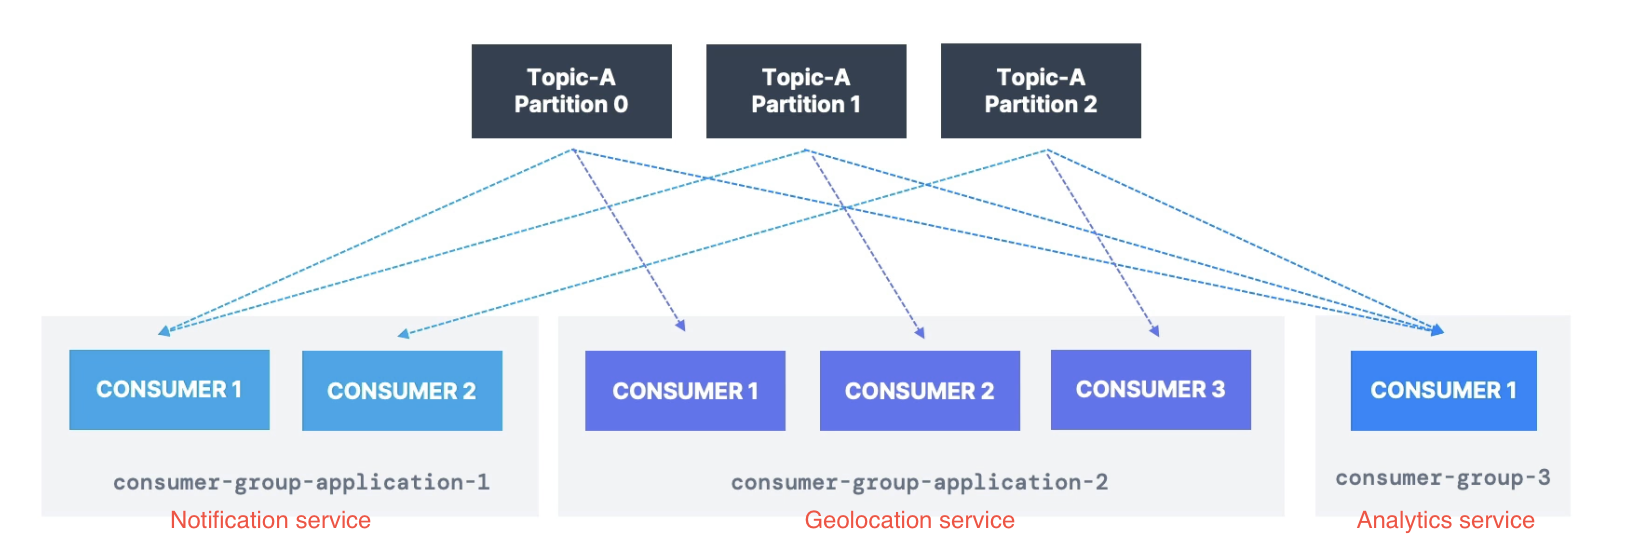 Topic-A
Partition 0
Topic-A
Partition 1
Topic-A
Partition 2
CONSUMER 1
CONSUMER 2
CONSUMER 1
CONSUMER 2
CONSUMER 3
CONSUMER 1
consumer-group-application-1
consumer-group-application-2
consumer-group-3
Notification service
Geolocation service
Analytics service